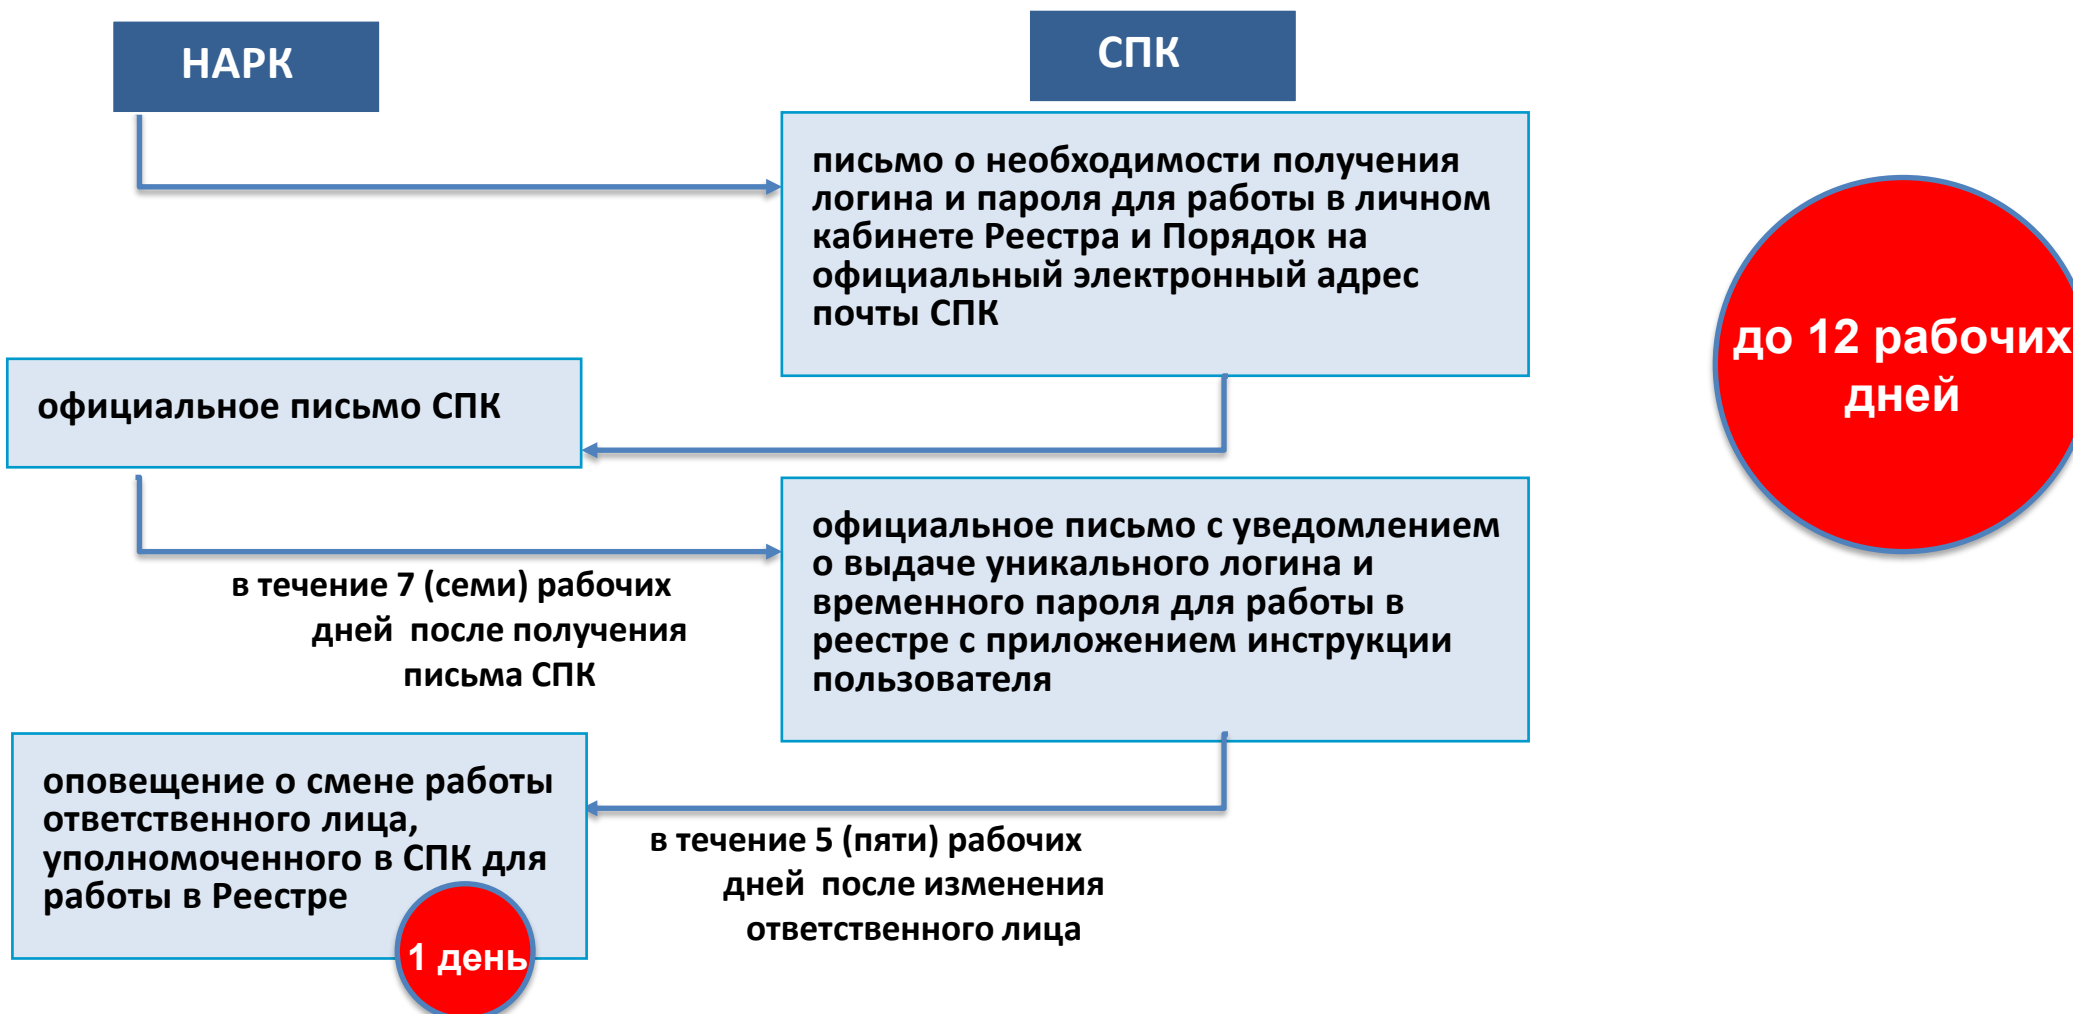 НАРК
СПК
письмо о необходимости получения
логина и пароля для работы в личном
кабинете Реестра и Порядок на
официальный электронный адрес
почты СПК
до 12 рабочих
дней
официальное письмо СПК
официальное письмо с уведомлением
о выдаче уникального логина и
временного пароля для работы в
реестре с приложением инструкции
пользователя
в течение 7 (семи) рабочих
дней после получения
письма СПК
оповещение о смене работы
ответственного лица,
уполномоченного в СПК для
работы в Реестре
1 день
в течение 5 (пяти) рабочих
дней после изменения
ответственного лица